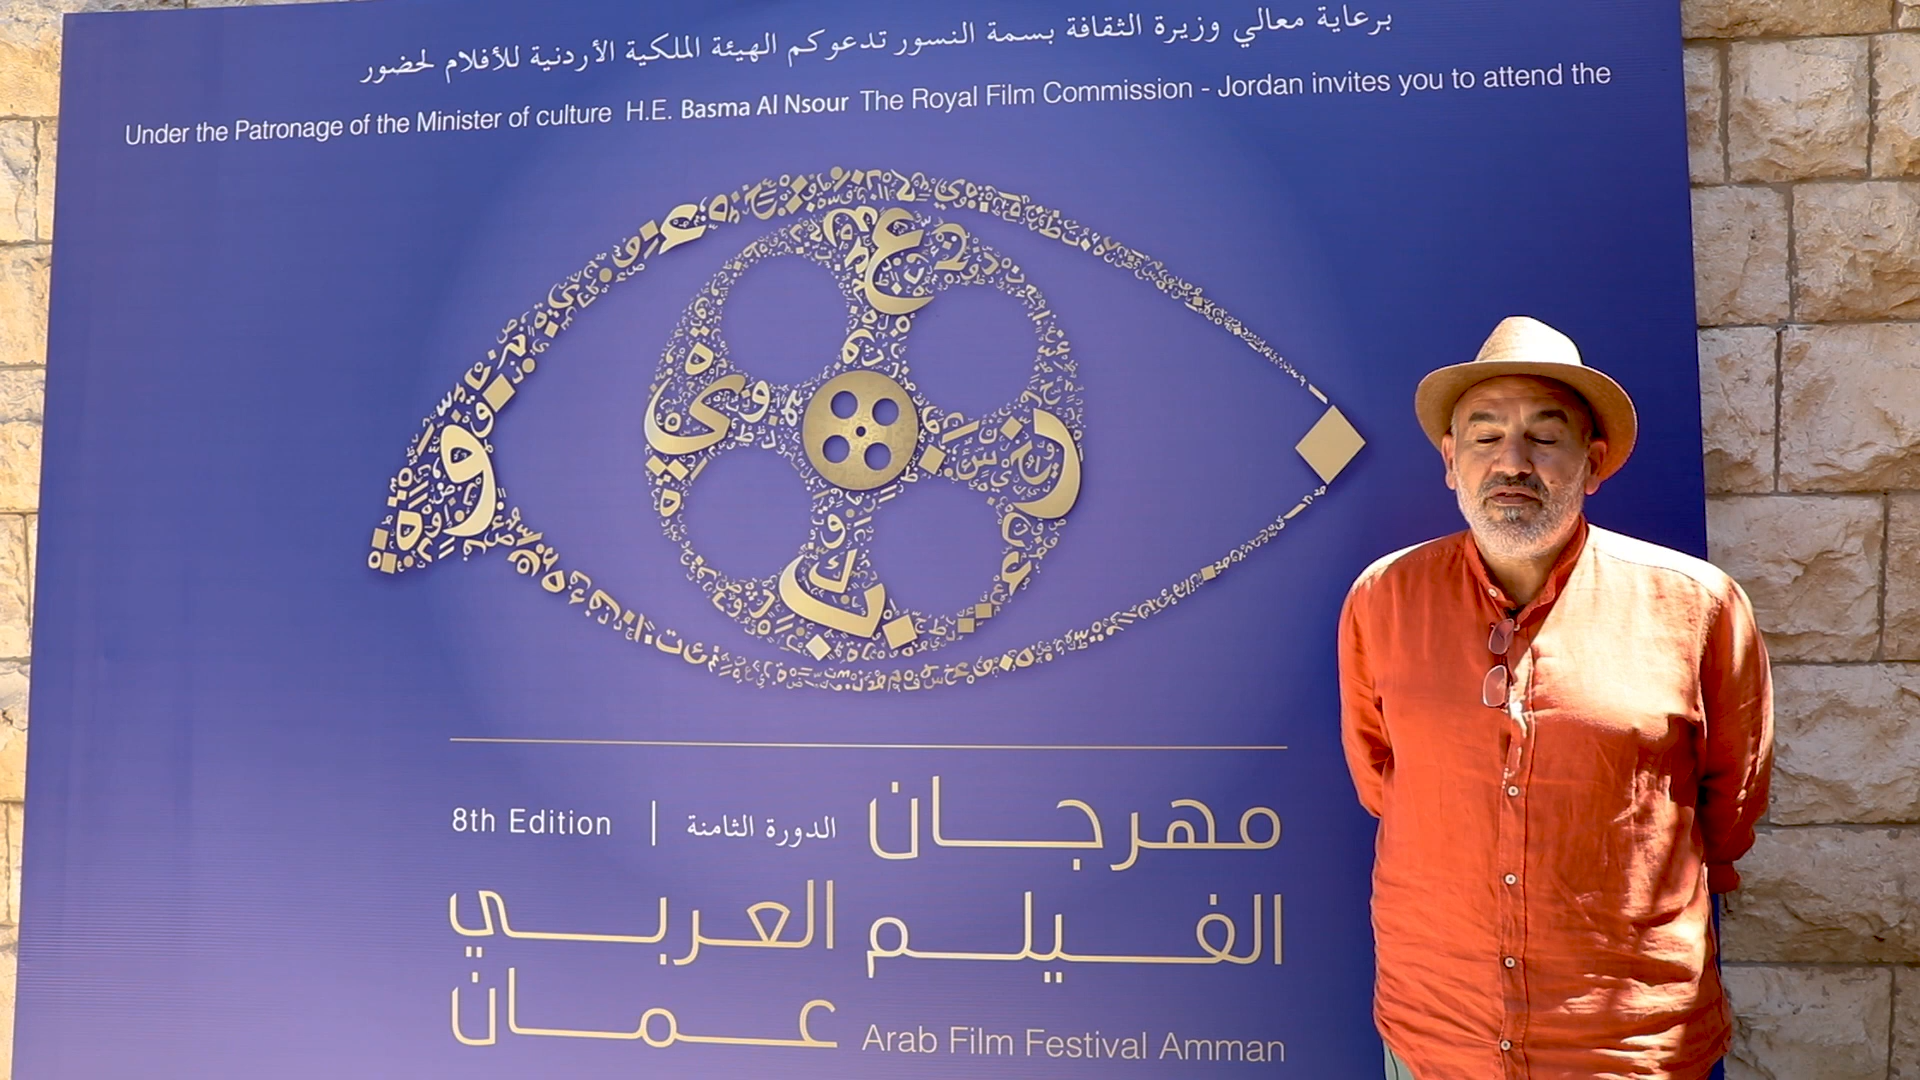 برعاية معالي وزيرة الثقافة بسمة النسور تدعوكم الهيئة الملكية الأردنية للأفلام لحضور
Under the Patronage of the Minister of culture H.E. Basma Al Nsour The Royal Film Commission - Jordan invites you to attend the
مهرجان
الدورة الثامنة | 8th Edition
الفيلم العربي
عمان
Arab Film Festival Amman